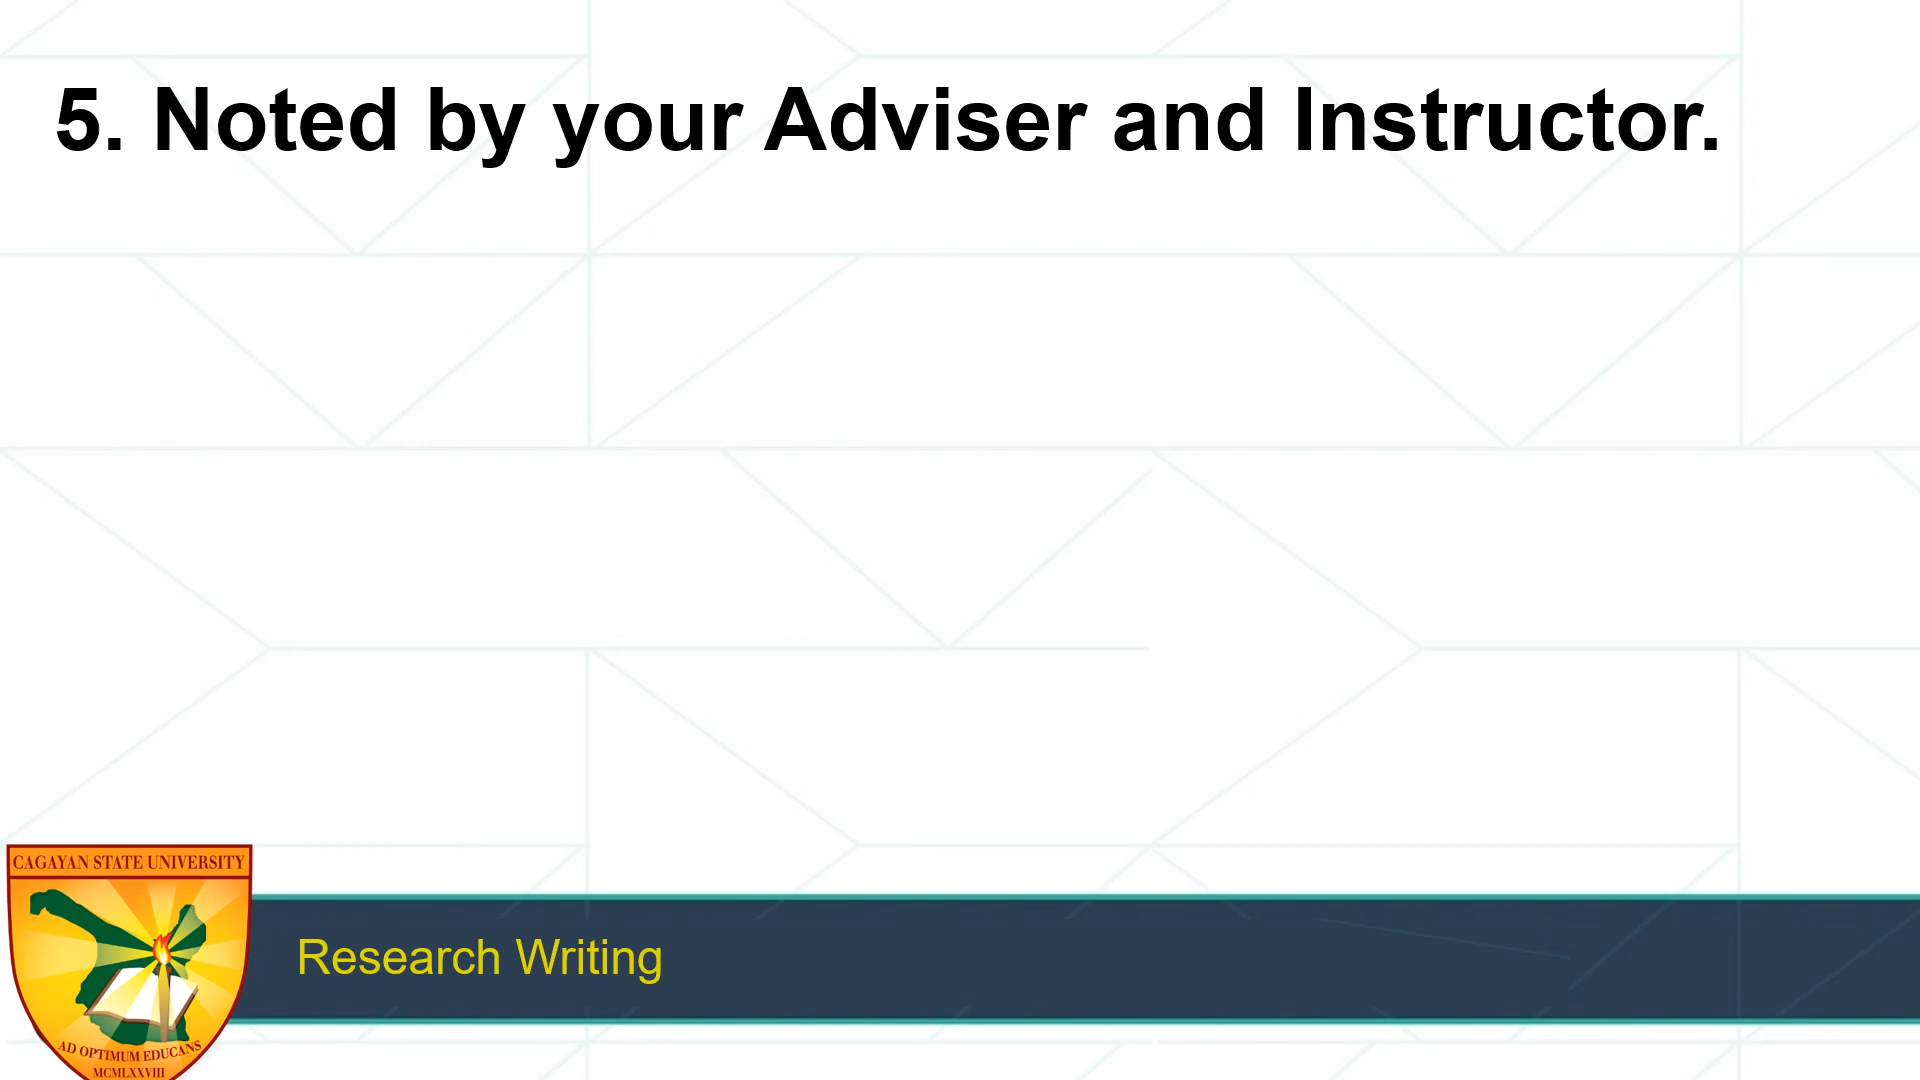 5. Noted by your Adviser and Instructor.
CAGAYAN STATE UNIVERSITY
Research Writing
AD OPTIMUM EDUCANS
MCMLXXVIII